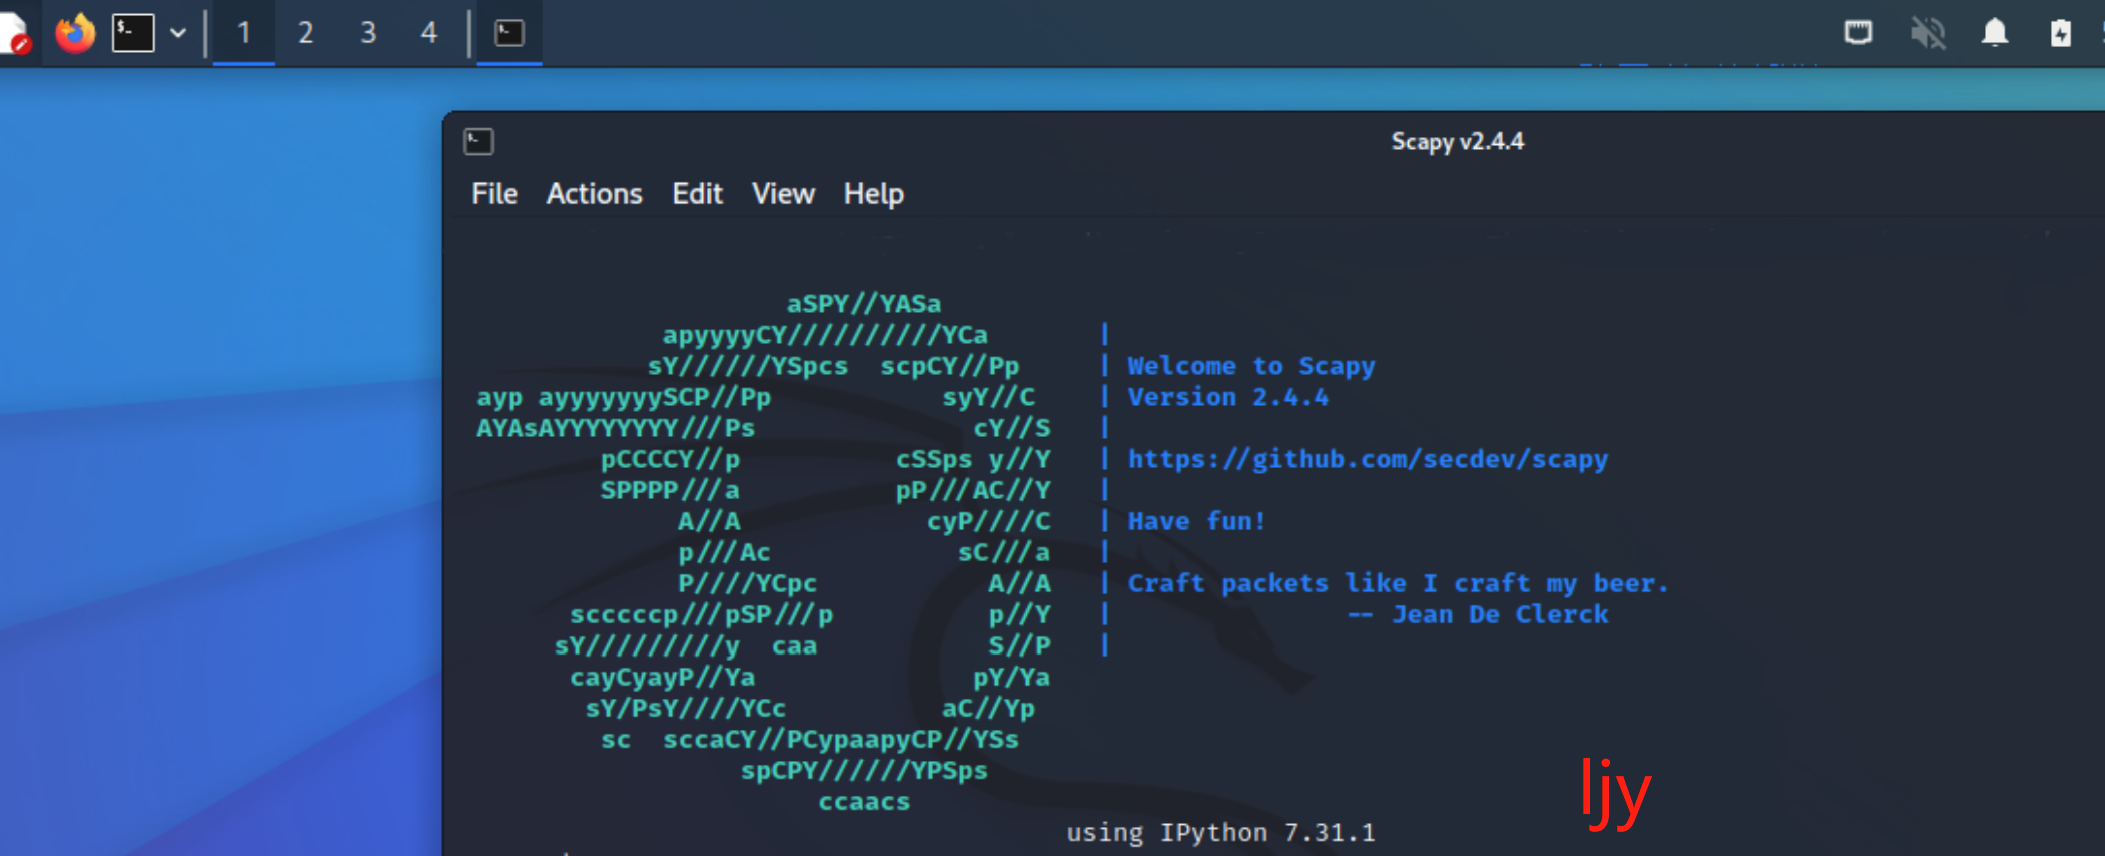 1 2 3 4
Scapy v2.4.4
File Actions Edit View Help
aSPY//YASa
apyyyyCY//////////YCa |
sY//////YSpcs scpCY//Pp | Welcome to Scapy
ayp ayyyyyyySCP//Pp syY//C | Version 2.4.4
AYAsAYYYYYYYY///Ps cY//S |
pCCCCY//p cSSps y//Y | https://github.com/secdev/scapy
SPPPP///a pP///AC//Y |
A//A cyP////C | Have fun!
p///Ac sC///a |
P////YCpc A//A | Craft packets like I craft my beer.
scccccp///pSP///p p//Y | -- Jean De Clerck
sY/////////y caa S//P |
cayCyayP//Ya pY/Ya
sY/PsY////YCc aC//Yp
sc sccaCY//PCypaapyCP//YSs
spCPY//////YPSps
ccaacs
using IPython 7.31.1
ljy